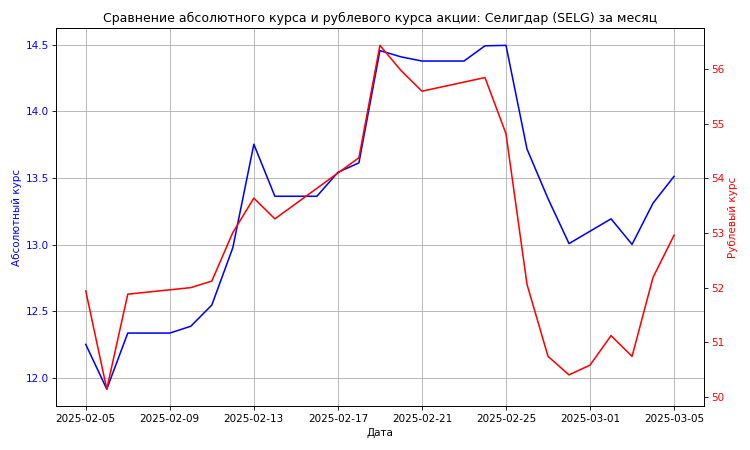 Сравнение абсолютного курса и рублевого курса акции: Селигдар (SELG) за месяц
Абсолютный курс
14.5
14.0
13.5
13.0
12.5
12.0
56
55
54
53
52
51
50
Рублевый курс
2025-02-05 2025-02-09 2025-02-13 2025-02-17 2025-02-21 2025-02-25 2025-03-01 2025-03-05
Дата